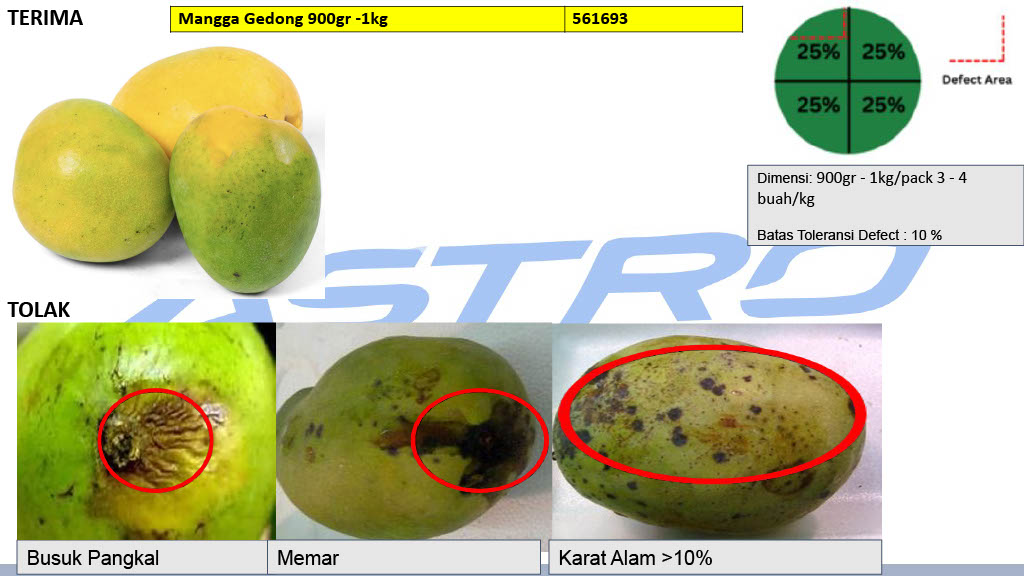 TERIMA
Mangga Gedong 900gr -1kg 561693
25% 25%
25% 25%
Defect Area
Dimensi: 900gr - 1kg/pack 3 - 4
buah/kg
Batas Toleransi Defect : 10 %
ASTRO
TOLAK
Busuk Pangkal
Memar
Karat Alam >10%